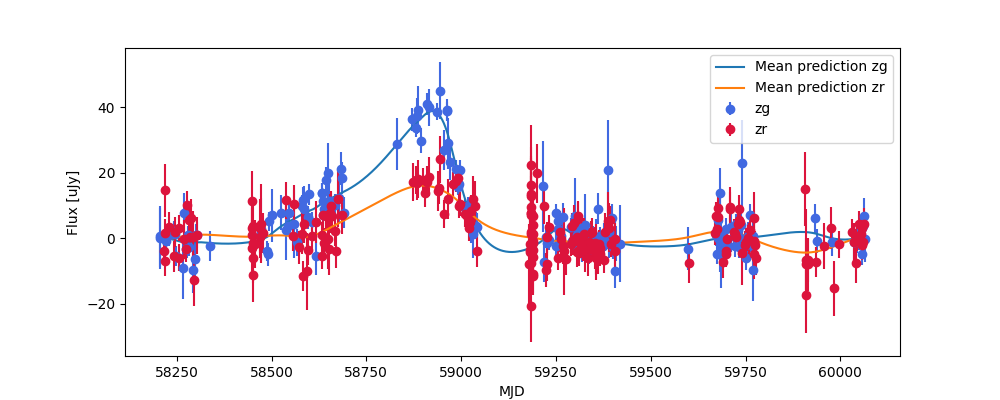 Mean prediction zg
Mean prediction zr
zg
zr
Flux [uJy]
40
20
0
−20
58250 58500 58750 59000 59250 59500 59750 60000
MJD